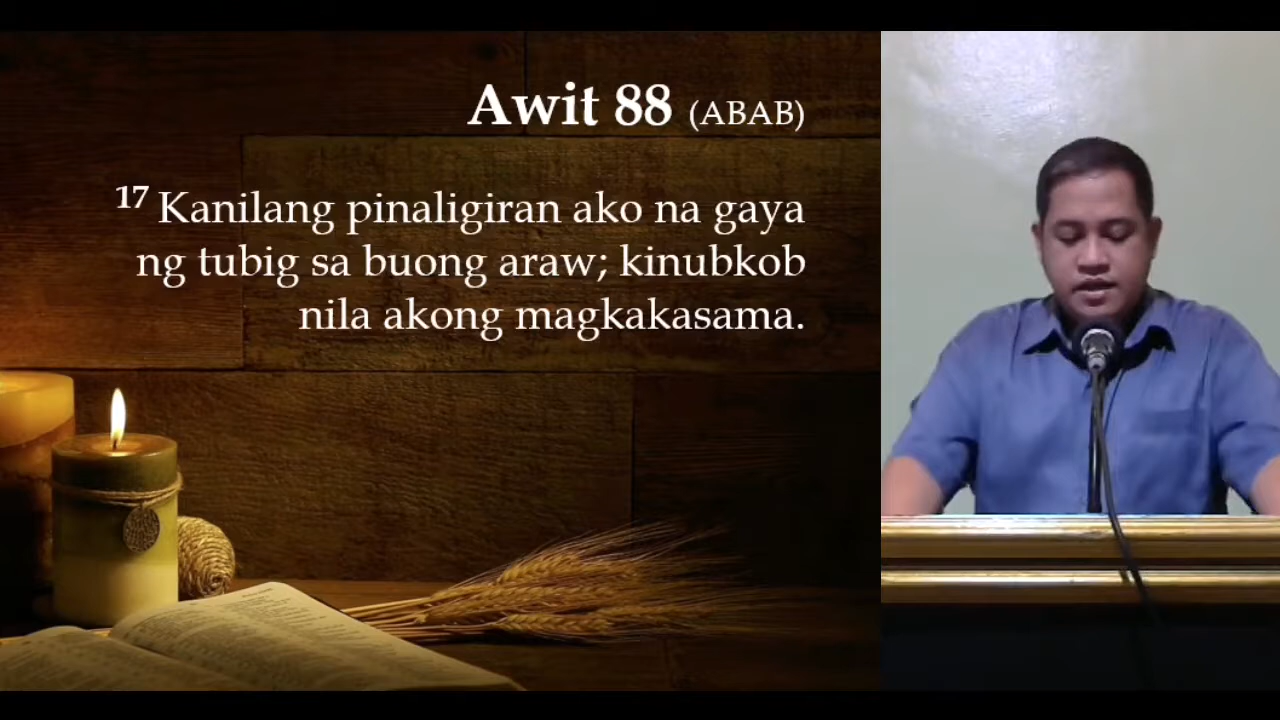 Awit 88 (ABAB)
17 Kanilang pinaligiran ako na gaya
ng tubig sa buong araw; kinubkob
nila akong magkakasama.